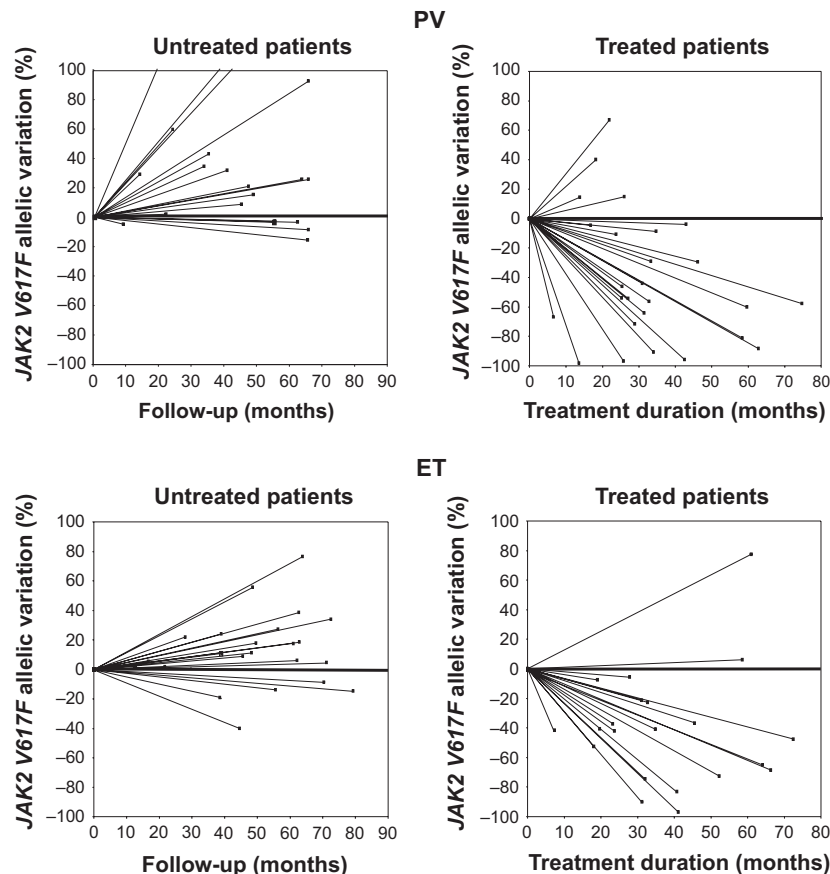 PV
Untreated patients
JAK2 V617F allelic variation (%)
100
80
60
40
20
0
–20
–40
–60
–80
–100
0 10 20 30 40 50 60 70 80 90
Follow-up (months)
Treated patients
JAK2 V617F allelic variation (%)
100
80
60
40
20
0
–20
–40
–60
–80
–100
0 10 20 30 40 50 60 70 80
Treatment duration (months)
ET
Untreated patients
JAK2 V617F allelic variation (%)
100
80
60
40
20
0
–20
–40
–60
–80
–100
0 10 20 30 40 50 60 70 80 90
Follow-up (months)
Treated patients
JAK2 V617F allelic variation (%)
100
80
60
40
20
0
–20
–40
–60
–80
–100
0 10 20 30 40 50 60 70 80
Treatment duration (months)